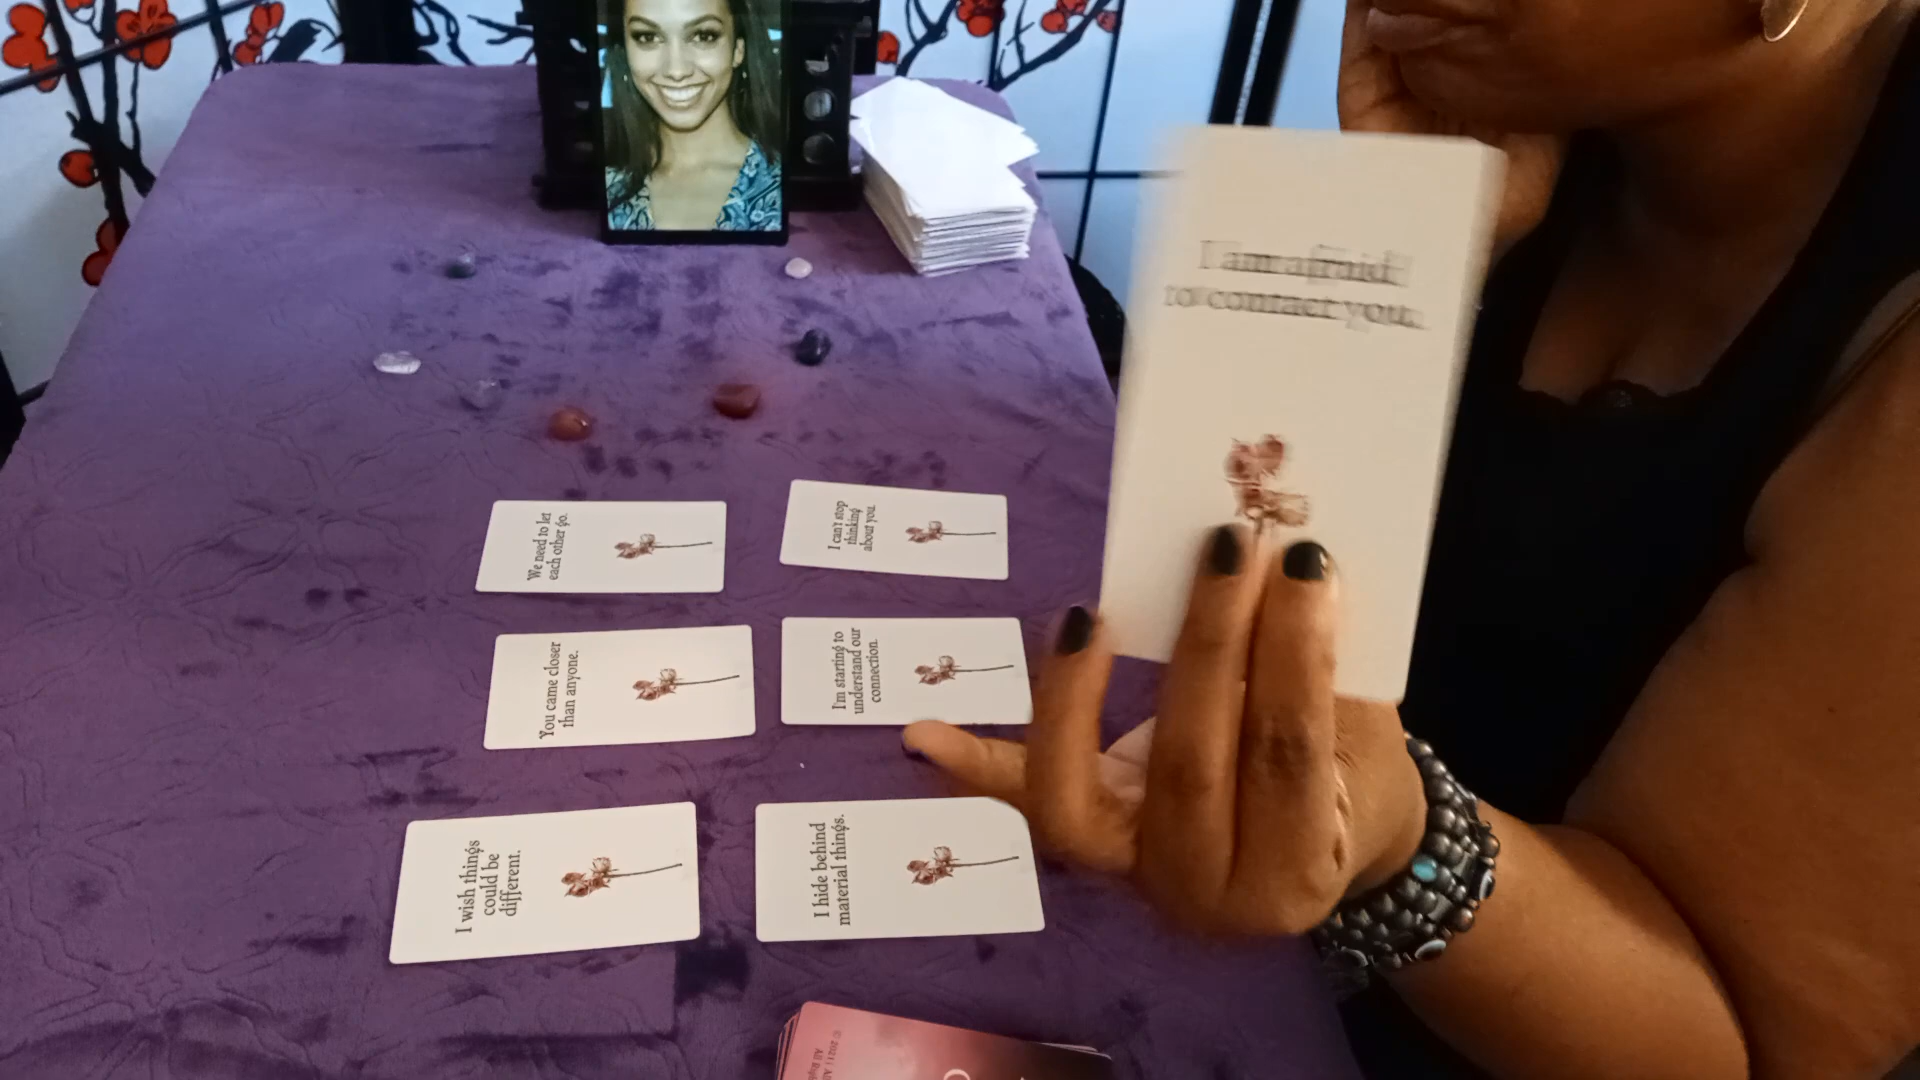 I am afraid
to contact you.
We need to let
each other go.
I can't stop
thinking
about you.
You came closer
than anyone.
I'm starting to
understand our
connection.
I wish things
could be
different.
I hide behind
material things.
© 2021